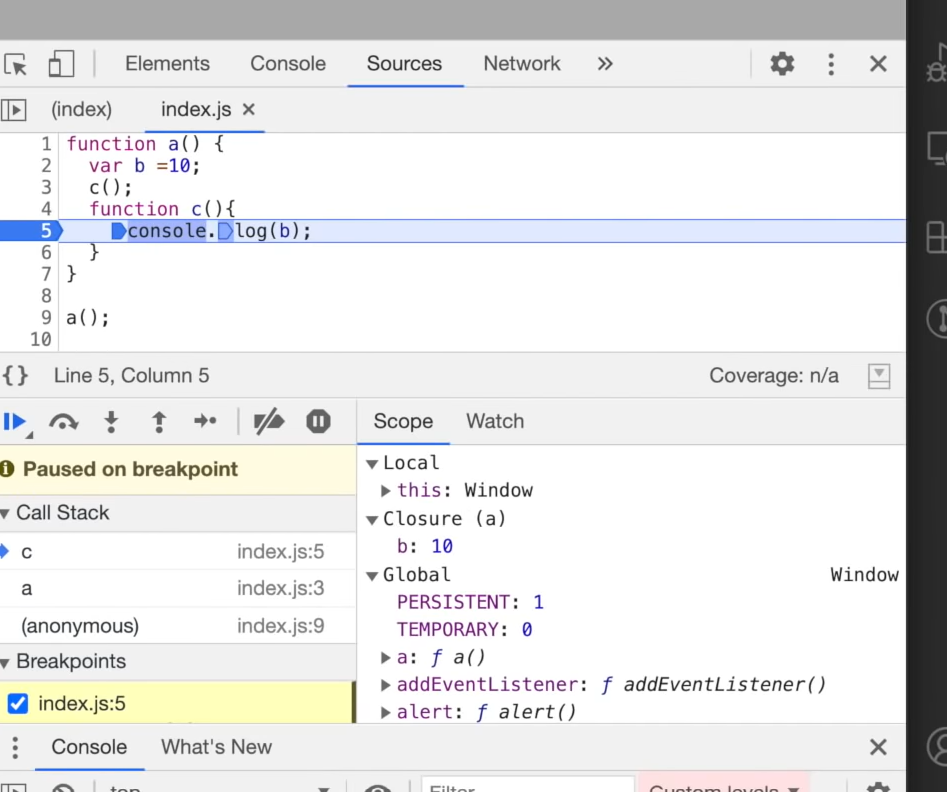 Elements Console Sources Network »
(index) index.js ×
1 function a() {
2 var b =10;
3 c();
4 function c(){
5 console.log(b);
6 }
7 }
8
9 a();
10
{} Line 5, Column 5 Coverage: n/a
Scope Watch
Paused on breakpoint
Call Stack
c index.js:5
a index.js:3
(anonymous) index.js:9
Breakpoints
index.js:5
Local
this: Window
Closure (a)
b: 10
Global Window
PERSISTENT: 1
TEMPORARY: 0
a: ƒ a()
addEventListener: ƒ addEventListener()
alert: ƒ alert()
Console What's New
top Filter Custom levels